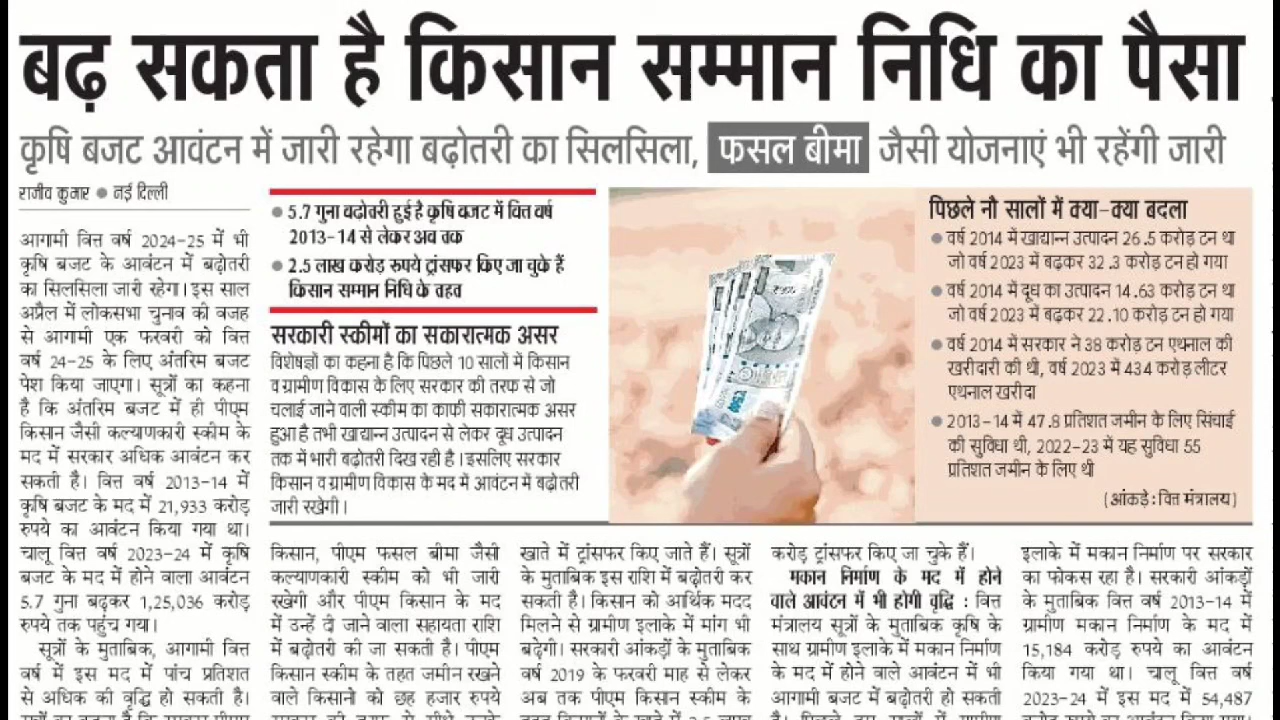 बढ़ सकता है किसान सम्मान निधि का पैसा
कृषि बजट आवंटन में जारी रहेगा बढ़ोतरी का सिलसिला, फसल बीमा जैसी योजनाएं भी रहेंगी जारी
राजीव कुमार ● नई दिल्ली
आगामी वित्त वर्ष 2024-25 में भी
कृषि बजट के आवंटन में बढ़ोतरी
का सिलसिला जारी रहेगा। इस साल
अप्रैल में लोकसभा चुनाव की वजह
से आगामी एक फरवरी को वित्त
वर्ष 24-25 के लिए अंतरिम बजट
पेश किया जाएगा। सूत्रों का कहना
है कि अंतरिम बजट में ही पीएम
किसान जैसी कल्याणकारी स्कीम के
मद में सरकार अधिक आवंटन कर
सकती है। वित्त वर्ष 2013-14 में
कृषि बजट के मद में 21,933 करोड़
रुपये का आवंटन किया गया था।
चालू वित्त वर्ष 2023-24 में कृषि
बजट के मद में होने वाला आवंटन
5.7 गुना बढ़कर 1,25,036 करोड़
रुपये तक पहुंच गया।
सूत्रों के मुताबिक, आगामी वित्त
वर्ष में इस मद में पांच प्रतिशत
से अधिक की वृद्धि हो सकती है।
● 5.7 गुना बढ़ोतरी हुई है कृषि बजट में वित्त वर्ष
2013-14 से लेकर अब तक
● 2.5 लाख करोड़ रुपये ट्रांसफर किए जा चुके हैं
किसान सम्मान निधि के तहत
सरकारी स्कीमों का सकारात्मक असर
विशेषज्ञों का कहना है कि पिछले 10 सालों में किसान
व ग्रामीण विकास के लिए सरकार की तरफ से जो
चलाई जाने वाली स्कीम का काफी सकारात्मक असर
हुआ है तभी खाद्यान्न उत्पादन से लेकर दूध उत्पादन
तक में भारी बढ़ोतरी दिख रही है। इसलिए सरकार
किसान व ग्रामीण विकास के मद में आवंटन में बढ़ोतरी
जारी रखेगी।
पिछले नौ सालों में क्या-क्या बदला
● वर्ष 2014 में खाद्यान्न उत्पादन 26.5 करोड़ टन था
जो वर्ष 2023 में बढ़कर 32.3 करोड़ टन हो गया
● वर्ष 2014 में दूध का उत्पादन 14.63 करोड़ टन था
जो वर्ष 2023 में बढ़कर 22.10 करोड़ टन हो गया
● वर्ष 2014 में सरकार ने 38 करोड़ टन एथनाल की
खरीदारी की थी, वर्ष 2023 में 434 करोड़ लीटर
एथनाल खरीदा
● 2013-14 में 47.8 प्रतिशत जमीन के लिए सिंचाई
की सुविधा थी, 2022-23 में यह सुविधा 55
प्रतिशत जमीन के लिए थी
(आंकड़े: वित्त मंत्रालय)
किसान, पीएम फसल बीमा जैसी
कल्याणकारी स्कीम को भी जारी
रखेगी और पीएम किसान के मद
में उन्हें दी जाने वाला सहायता राशि
में बढ़ोतरी की जा सकती है। पीएम
किसान स्कीम के तहत जमीन रखने
वाले किसानों को छह हजार रुपये
खाते में ट्रांसफर किए जाते हैं। सूत्रों
के मुताबिक इस राशि में बढ़ोतरी कर
सकती है। किसान को आर्थिक मदद
मिलने से ग्रामीण इलाके में मांग भी
बढ़ेगी। सरकारी आंकड़ों के मुताबिक
वर्ष 2019 के फरवरी माह से लेकर
अब तक पीएम किसान स्कीम के
करोड़ ट्रांसफर किए जा चुके हैं।
मकान निर्माण के मद में होने
वाले आवंटन में भी होगी वृद्धि : वित्त
मंत्रालय सूत्रों के मुताबिक कृषि के
साथ ग्रामीण इलाके में मकान निर्माण
के मद में होने वाले आवंटन में भी
आगामी बजट में बढ़ोतरी हो सकती
इलाके में मकान निर्माण पर सरकार
का फोकस रहा है। सरकारी आंकड़ों
के मुताबिक वित्त वर्ष 2013-14 में
ग्रामीण मकान निर्माण के मद में
15,184 करोड़ रुपये का आवंटन
किया गया था। चालू वित्त वर्ष
2023-24 में इस मद में 54,487